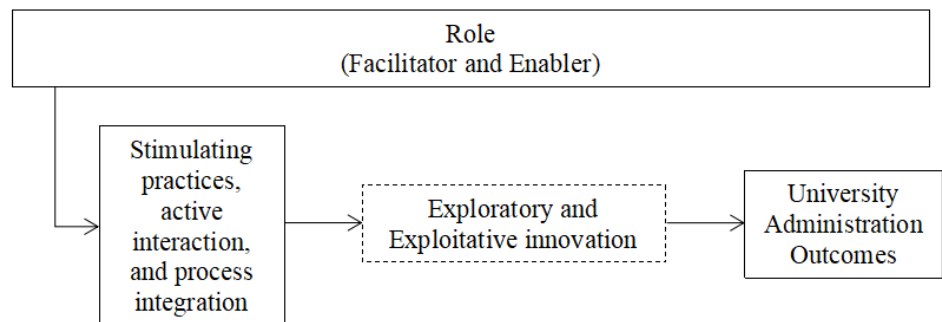 Role
(Facilitator and Enabler)
Stimulating
practices,
active
interaction,
and process
integration
Exploratory and
Exploitative innovation
University
Administration
Outcomes